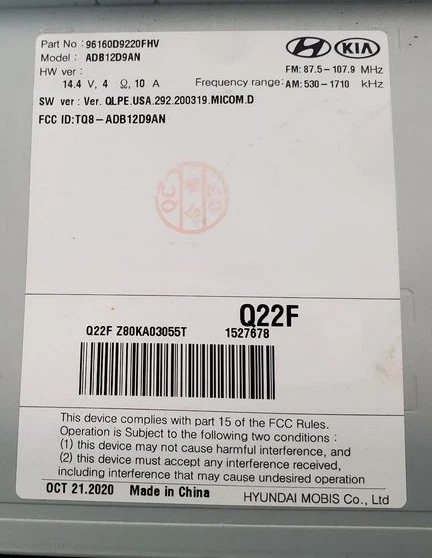 Part No : 96160D9220FHV
Model : ADB12D9AN
KIA
HW ver :
FM: 87.5 - 107.9 MHz
14.4 V, 4 Ω, 10 A Frequency range: AM: 530 - 1710 kHz
SW ver : Ver. QLPE.USA.292.200319.MICOM.D
FCC ID:TQ8-ADB12D9AN
Q22F
Q22F Z80KA03055T 1527678
This device complies with part 15 of the FCC Rules.
Operation is Subject to the following two conditions :
(1) this device may not cause harmful interference, and
(2) this device must accept any interference received,
including interference that may cause undesired operation
OCT 21.2020 Made in China HYUNDAI MOBIS Co., Ltd